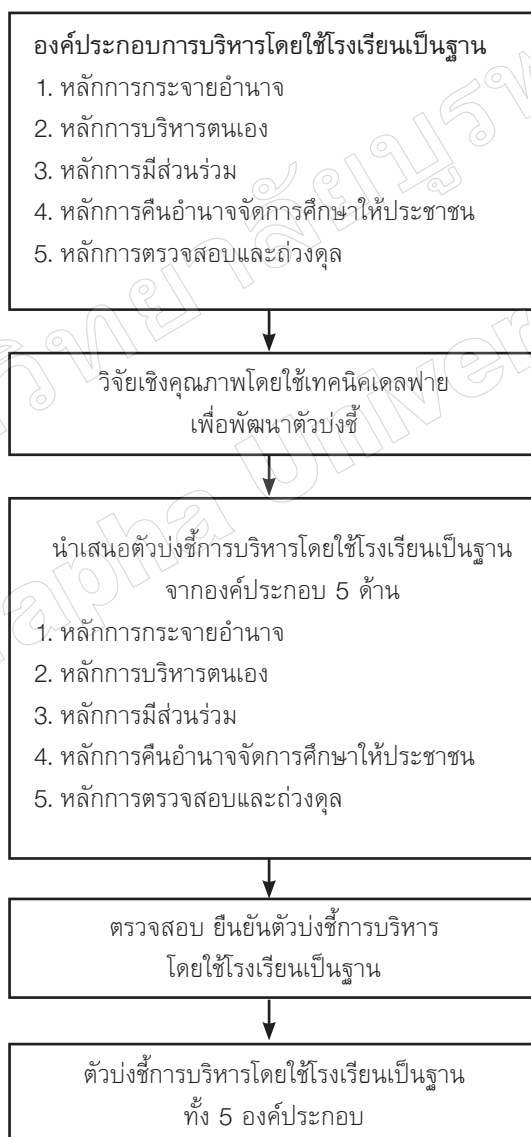 องค์ประกอบการบริหารโดยใช้โรงเรียนเป็นฐาน
1. หลักการกระจายอำนาจ
2. หลักการบริหารตนเอง
3. หลักการมีส่วนร่วม
4. หลักการคืนอำนาจจัดการศึกษาให้ประชาชน
5. หลักการตรวจสอบและถ่วงดุล
วิจัยเชิงคุณภาพโดยใช้เทคนิคเดลฟาย
เพื่อพัฒนาตัวบ่งชี้
นำเสนอตัวบ่งชี้การบริหารโดยใช้โรงเรียนเป็นฐาน
จากองค์ประกอบ 5 ด้าน
1. หลักการกระจายอำนาจ
2. หลักการบริหารตนเอง
3. หลักการมีส่วนร่วม
4. หลักการคืนอำนาจจัดการศึกษาให้ประชาชน
5. หลักการตรวจสอบและถ่วงดุล
ตรวจสอบ ยืนยันตัวบ่งชี้การบริหาร
โดยใช้โรงเรียนเป็นฐาน
ตัวบ่งชี้การบริหารโดยใช้โรงเรียนเป็นฐาน
ทั้ง 5 องค์ประกอบ